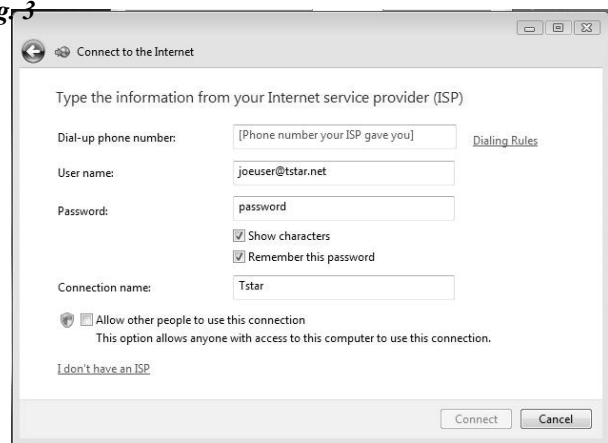 g. 3
Connect to the Internet
Type the information from your Internet service provider (ISP)
Dial-up phone number: [Phone number your ISP gave you] Dialing Rules
User name: joeuser@tstar.net
Password: password
Show characters
Remember this password
Connection name: Tstar
Allow other people to use this connection
This option allows anyone with access to this computer to use this connection.
I don't have an ISP
Connect Cancel